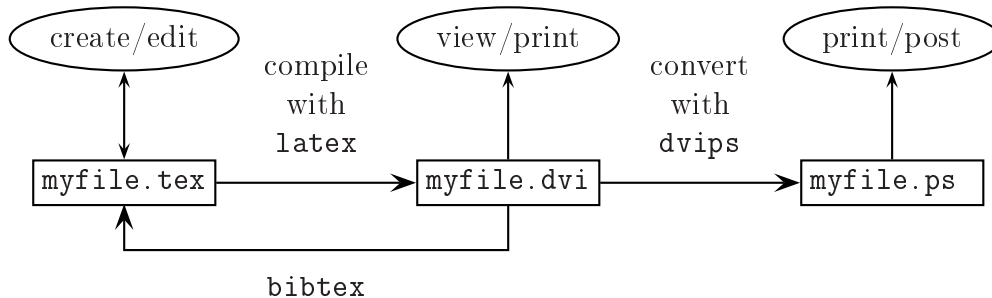 create/edit
view/print
print/post
compile
with
latex
convert
with
dvips
myfile.tex
myfile.dvi
myfile.ps
bibtex